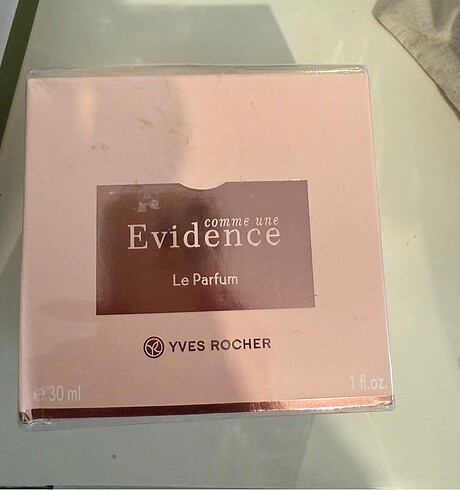 comme une
Evidence
Le Parfum
YVES ROCHER
e 30 ml
1 fl.oz.